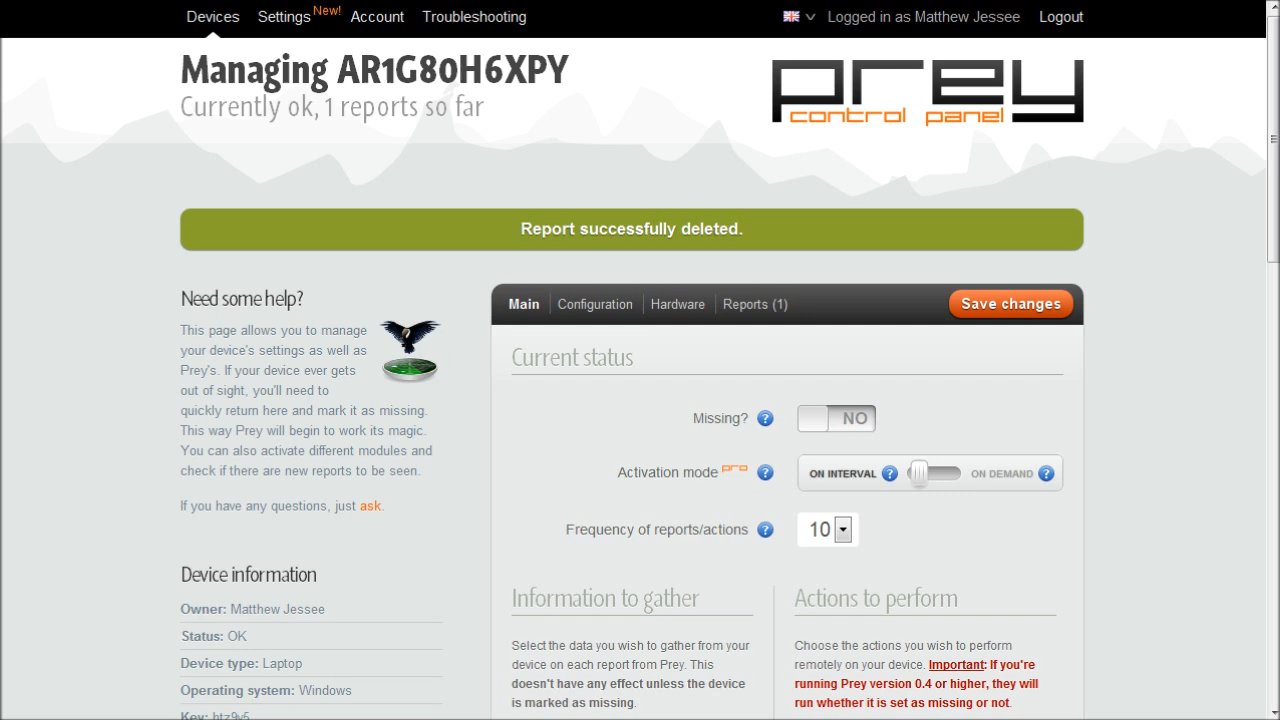 Devices Settings New! Account Troubleshooting Logged in as Matthew Jessee Logout
Managing AR1G80H6XPY
Currently ok, 1 reports so far
prey
control panel
Report successfully deleted.
Need some help?
This page allows you to manage
your device's settings as well as
Prey's. If your device ever gets
out of sight, you'll need to
quickly return here and mark it as missing.
This way Prey will begin to work its magic.
You can also activate different modules and
check if there are new reports to be seen.
If you have any questions, just ask.
Device information
Owner: Matthew Jessee
Status: OK
Device type: Laptop
Operating system: Windows
Key: htz9v5
Main Configuration Hardware Reports (1) Save changes
Current status
Missing? ? NO
Activation mode pro ? ON INTERVAL ? ON DEMAND ?
Frequency of reports/actions ? 10
Information to gather
Select the data you wish to gather from your
device on each report from Prey. This
doesn't have any effect unless the device
is marked as missing.
Actions to perform
Choose the actions you wish to perform
remotely on your device. Important: If you're
running Prey version 0.4 or higher, they will
run whether it is set as missing or not.